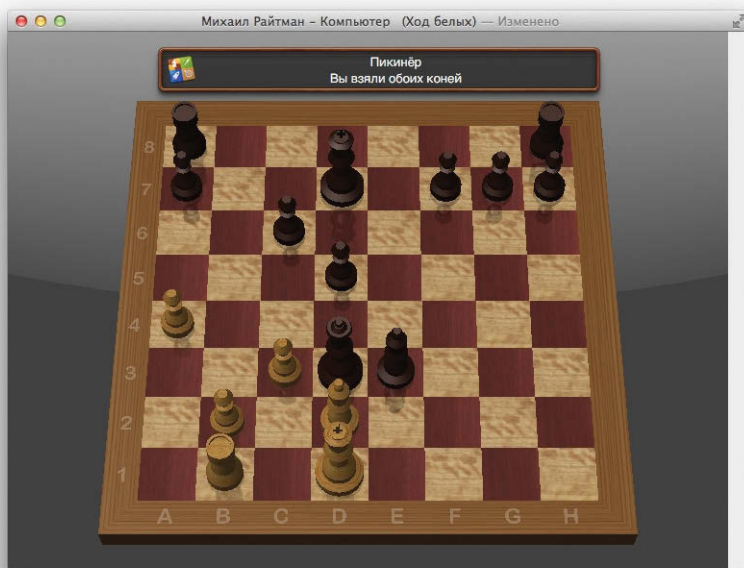 Михаил Райтман – Компьютер (Ход белых) — Изменено
Пикинёр
Вы взяли обоих коней
8
7
6
5
4
3
2
1
A B C D E F G H